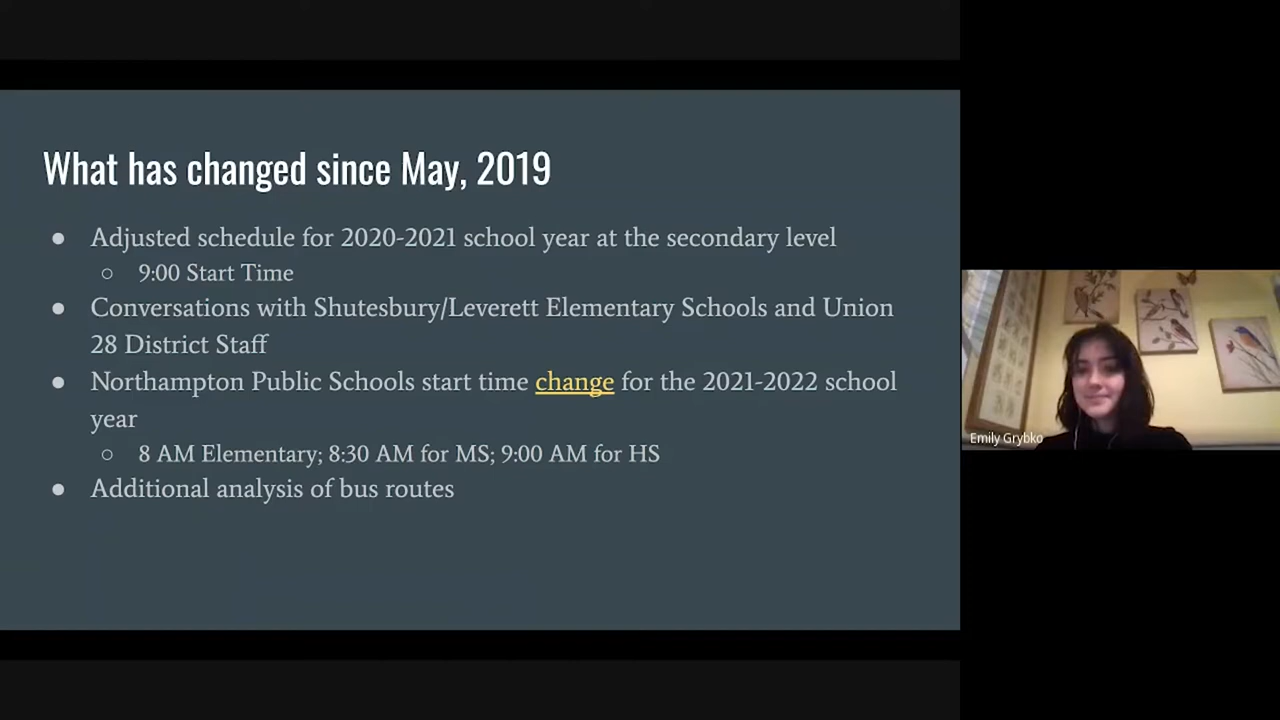 What has changed since May, 2019
● Adjusted schedule for 2020-2021 school year at the secondary level
○ 9:00 Start Time
● Conversations with Shutesbury/Leverett Elementary Schools and Union
28 District Staff
● Northampton Public Schools start time change for the 2021-2022 school
year
○ 8 AM Elementary; 8:30 AM for MS; 9:00 AM for HS
● Additional analysis of bus routes
Emily Grybko